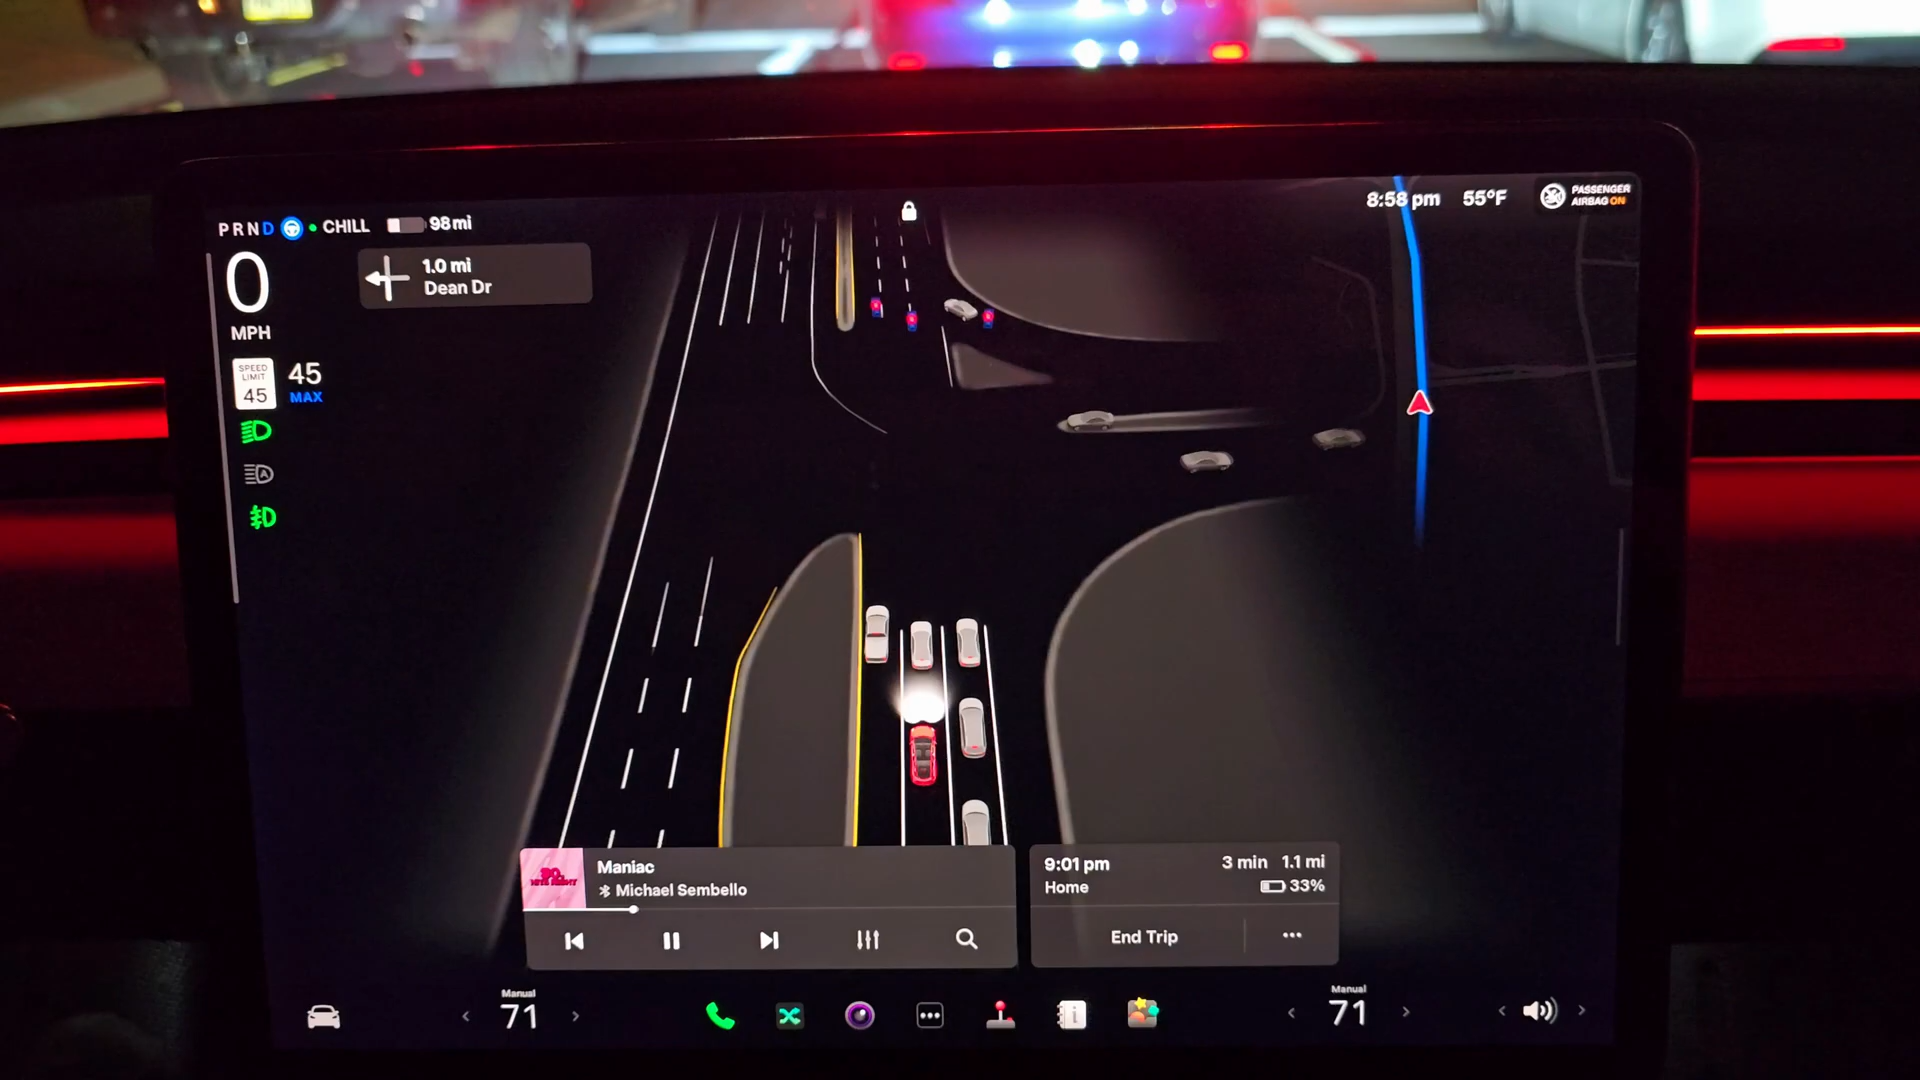 PRND CHILL 98 mi
8:58 pm 55°F PASSENGER
AIRBAG ON
0
MPH
1.0 mi
Dean Dr
SPEED
LIMIT
45
45
MAX
Maniac
Michael Sembello
9:01 pm 3 min 1.1 mi
Home 33%
End Trip
Manual
71
Manual
71